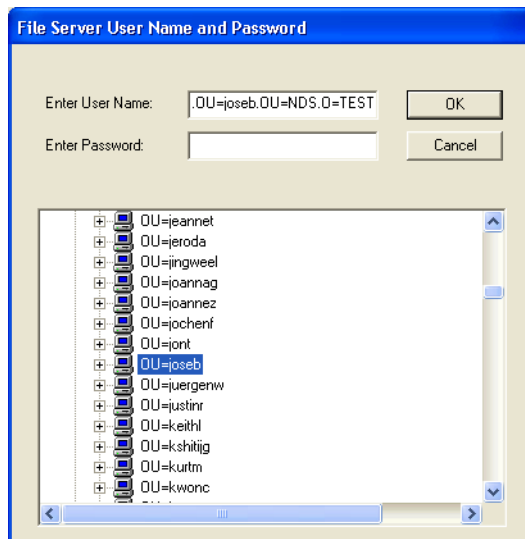 File Server User Name and Password
Enter User Name: .OU=joseb.OU=NDS.O=TEST OK
Enter Password: Cancel
OU=jeannet
OU=jeroda
OU=jingweel
OU=joannag
OU=joannez
OU=jochenf
OU=jont
OU=joseb
OU=juergenw
OU=justinr
OU=keithl
OU=kshitijg
OU=kurtm
OU=kwonc